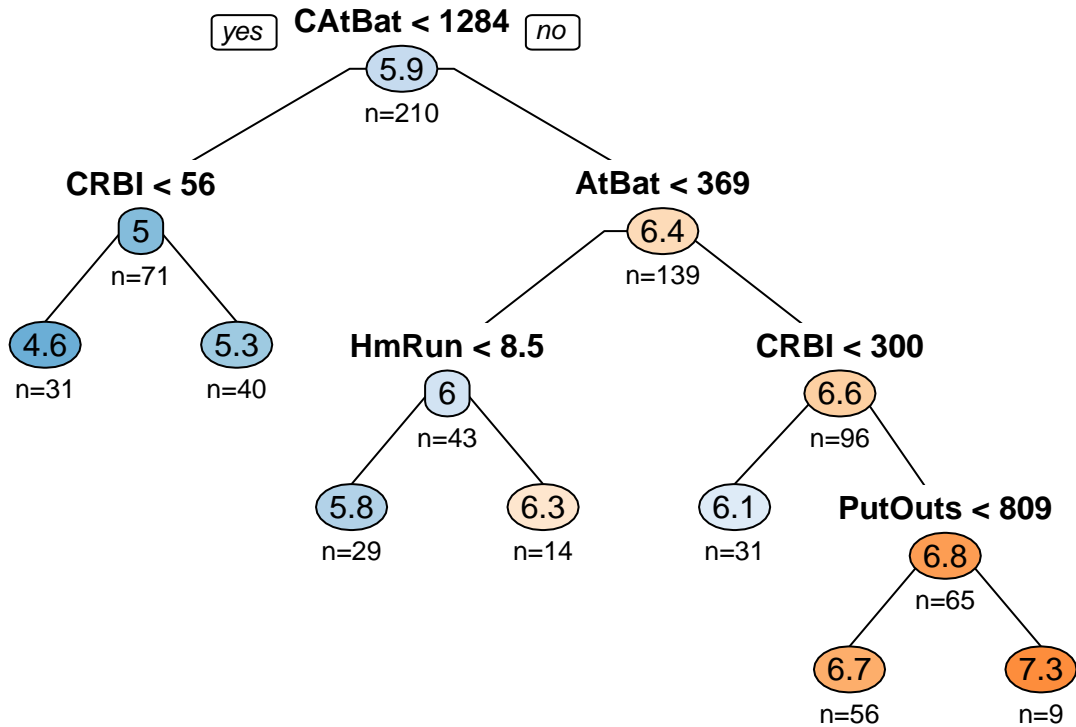 CAtBat < 1284
yes
no
5.9
n=210
CRBI < 56
AtBat < 369
5
6.4
n=71
n=139
4.6
5.3
HmRun < 8.5
CRBI < 300
n=31
n=40
6
6.6
n=43
n=96
5.8
6.3
6.1
PutOuts < 809
n=29
n=14
n=31
6.8
n=65
6.7
7.3
n=56
n=9